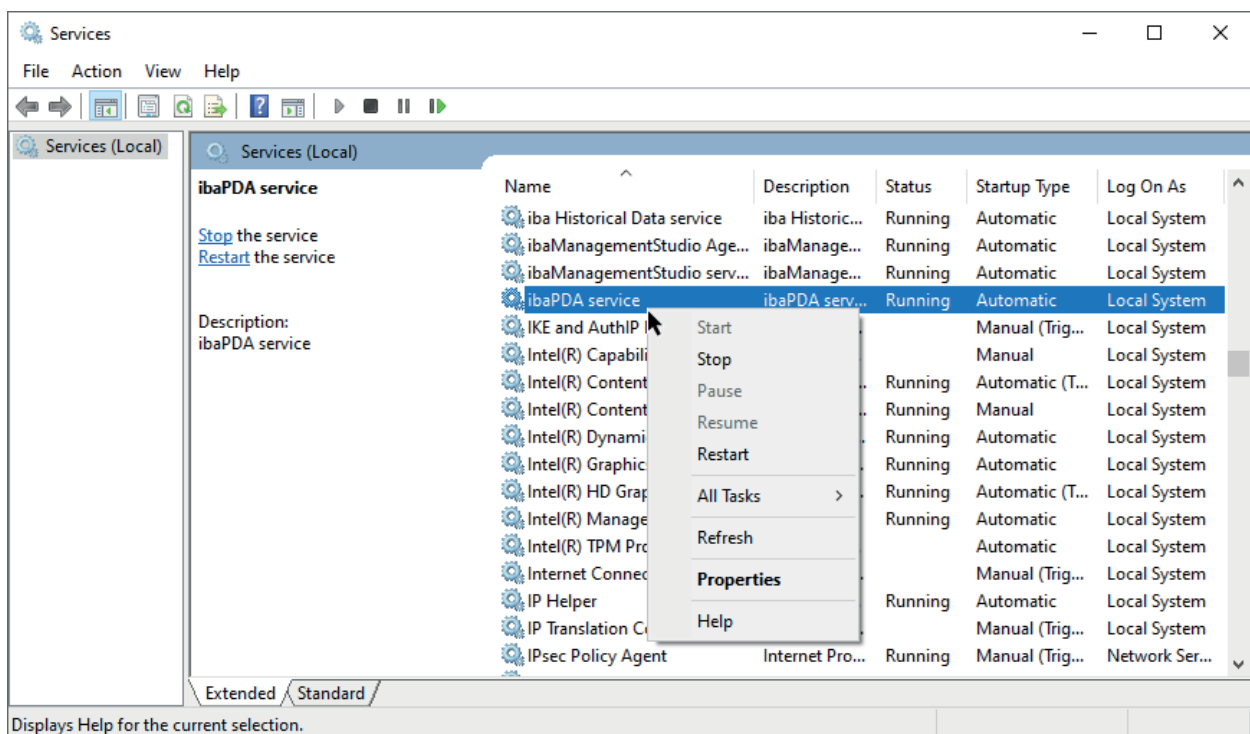 Services
File Action View Help
Services (Local)
Services (Local)
ibaPDA service
Stop the service
Restart the service
Description:
ibaPDA service
Name Description Status Startup Type Log On As
iba Historical Data service iba Historic... Running Automatic Local System
ibaManagementStudio Age... ibaManage... Running Automatic Local System
ibaManagementStudio serv... ibaManage... Running Automatic Local System
ibaPDA service ibaPDA serv... Running Automatic Local System
IKE and AuthIP Manual (Trig... Local System
Intel(R) Capabili Manual Local System
Intel(R) Content Running Automatic (T... Local System
Intel(R) Content Running Manual Local System
Intel(R) Dynami Running Automatic Local System
Intel(R) Graphic Running Automatic Local System
Intel(R) HD Grap Running Automatic (T... Local System
Intel(R) Manage Running Automatic Local System
Intel(R) TPM Pro Automatic Local System
Internet Connec Manual (Trig... Local System
IP Helper Running Automatic Local System
IP Translation Co Manual (Trig... Local System
IPsec Policy Agent Internet Pro... Running Manual (Trig... Network Ser...
Start
Stop
Pause
Resume
Restart
All Tasks
Refresh
Properties
Help
Extended Standard
Displays Help for the current selection.